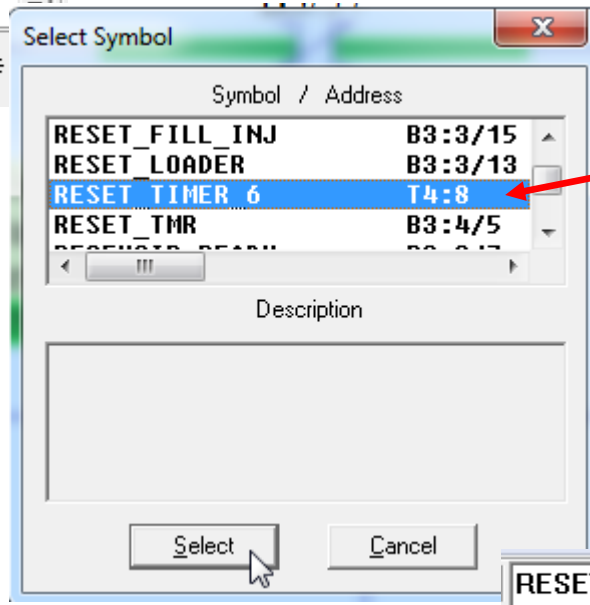 Select Symbol
Symbol / Address
RESET_FILL_INJ B3:3/15
RESET_LOADER B3:3/13
RESET_TIMER_6 T4:8
RESET_TMR B3:4/5
Description
Select Cancel